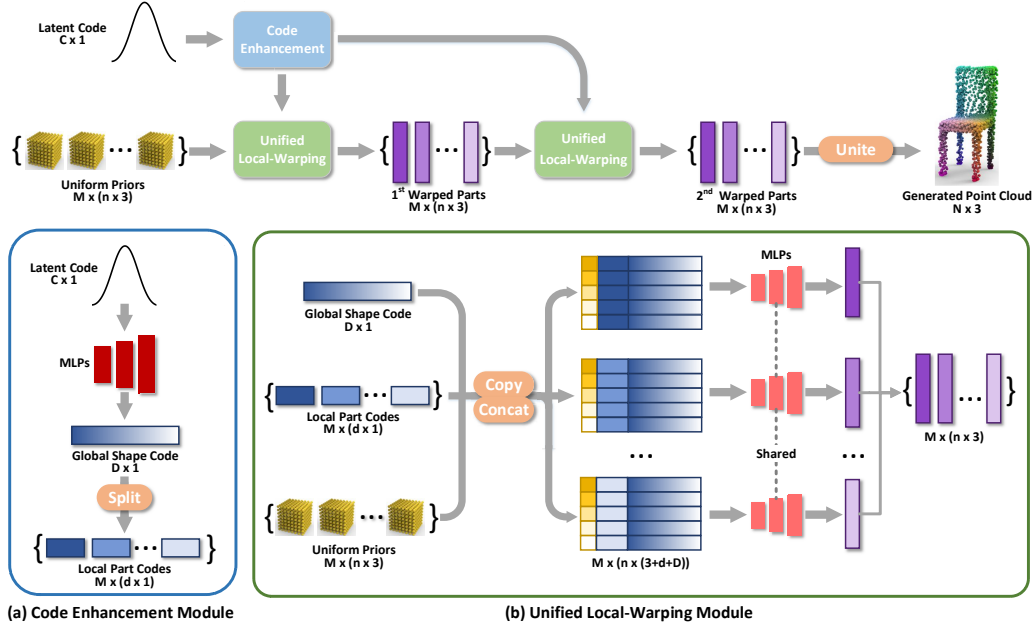 Latent Code
C x 1
Code
Enhancement
{ ... }
Uniform Priors
M x (n x 3)
Unified
Local-Warping
{ ... }
1st Warped Parts
M x (n x 3)
Unified
Local-Warping
{ ... }
2nd Warped Parts
M x (n x 3)
Unite
Generated Point Cloud
N x 3
Latent Code
C x 1
MLPs
Global Shape Code
D x 1
Split
{ ... }
Local Part Codes
M x (d x 1)
(a) Code Enhancement Module
Global Shape Code
D x 1
{ ... }
Local Part Codes
M x (d x 1)
{ ... }
Uniform Priors
M x (n x 3)
Copy
Concat
...
M x (n x (3+d+D))
MLPs
Shared
...
{ ... }
M x (n x 3)
(b) Unified Local-Warping Module